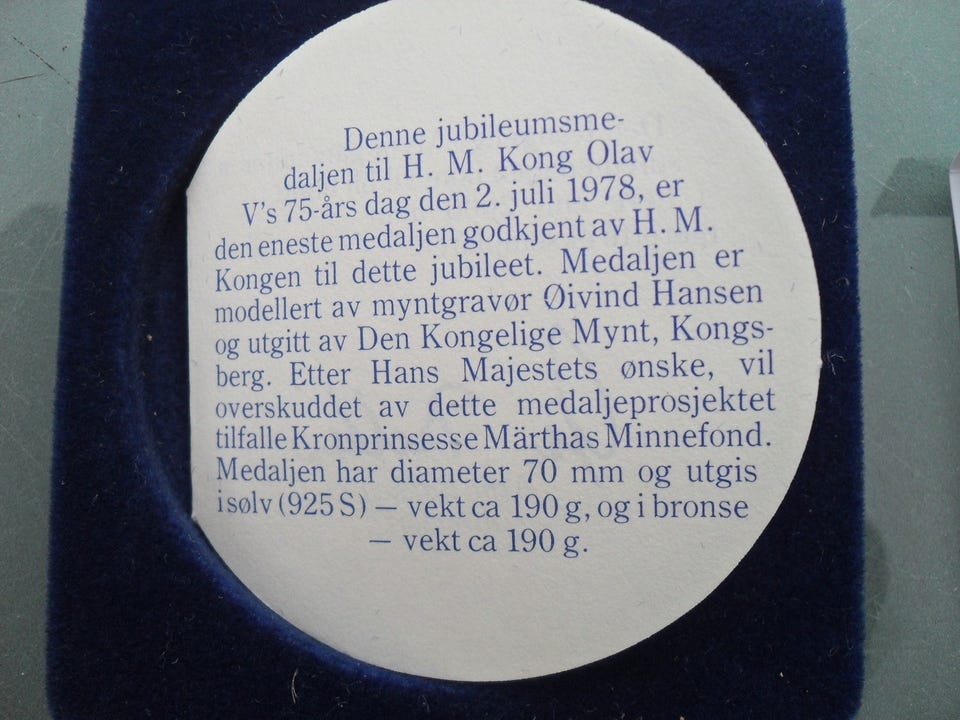 Denne jubileumsme-
daljen til H. M. Kong Olav
V's 75-års dag den 2. juli 1978, er
den eneste medaljen godkjent av H. M.
Kongen til dette jubileet. Medaljen er
modellert av myntgravør Øivind Hansen
og utgitt av Den Kongelige Mynt, Kongs-
berg. Etter Hans Majestets ønske, vil
overskuddet av dette medaljeprosjektet
tilfalle Kronprinsesse Märthas Minnefond.
Medaljen har diameter 70 mm og utgis
i sølv (925 S) — vekt ca 190 g, og i bronse
— vekt ca 190 g.